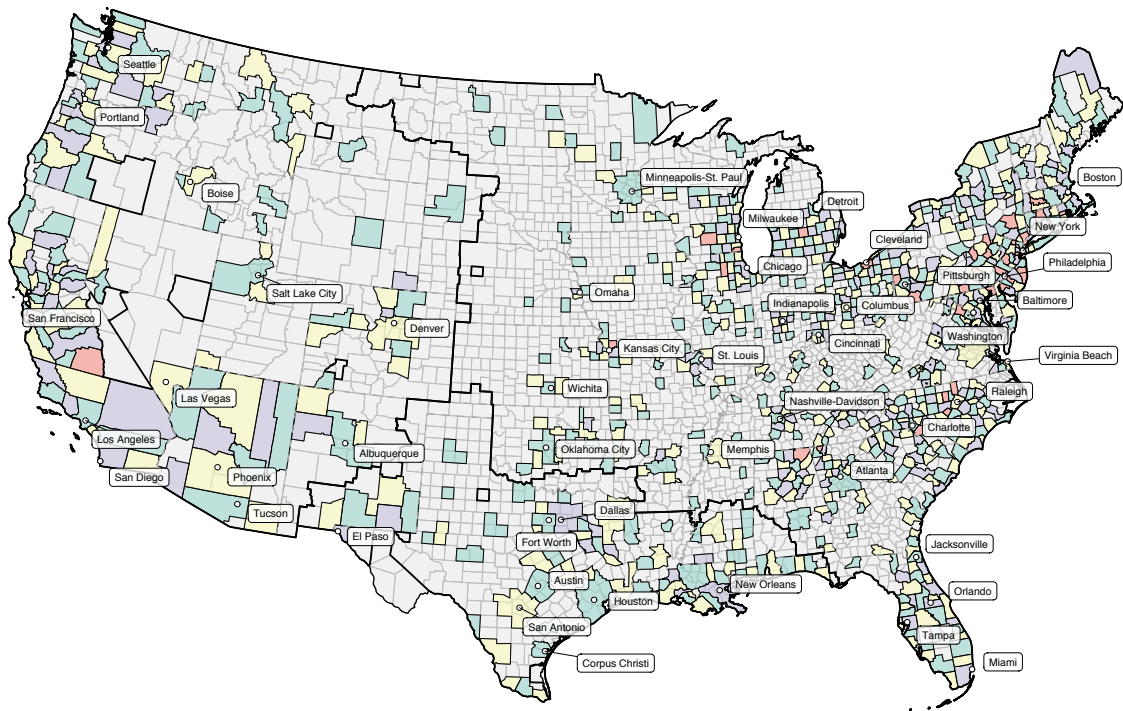 Seattle
Portland
Boise
Minneapolis-St. Paul
Boston
Detroit
Milwaukee
New York
Cleveland
Philadelphia
Chicago
Pittsburgh
Salt Lake City
Omaha
Indianapolis
Columbus
Baltimore
San Francisco
Denver
Washington
Kansas City
Cincinnati
St. Louis
Virginia Beach
Wichita
Raleigh
Las Vegas
Nashville-Davidson
Charlotte
Los Angeles
Albuquerque
Oklahoma City
Memphis
Atlanta
San Diego
Phoenix
Tucson
Dallas
El Paso
Fort Worth
Jacksonville
Austin
New Orleans
Orlando
Houston
San Antonio
Tampa
Corpus Christi
Miami